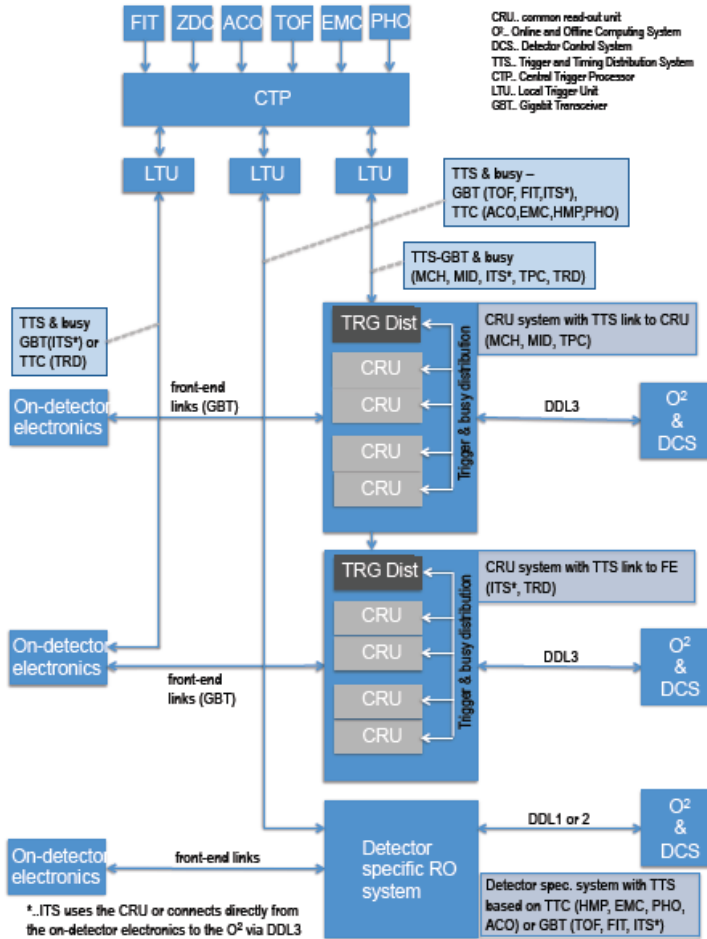 FIT ZDC ACO TOF EMC PHO
CRU.. common read-out unit
O².. Online and Offline Computing System
DCS.. Detector Control System
TTS.. Trigger and Timing Distribution System
CTP.. Central Trigger Processor
LTU.. Local Trigger Unit
GBT.. Gigabit Transceiver
CTP
LTU LTU LTU
TTS & busy –
GBT (TOF, FIT,ITS*),
TTC (ACO,EMC,HMP,PHO)
TTS-GBT & busy
(MCH, MID, ITS*, TPC, TRD)
TTS & busy
GBT(ITS*) or
TTC (TRD)
TRG Dist
CRU
CRU
CRU
CRU
Trigger & busy distribution
CRU system with TTS link to CRU
(MCH, MID, TPC)
On-detector
electronics
front-end
links (GBT)
DDL3
O²
&
DCS
TRG Dist
CRU
CRU
CRU
CRU
Trigger & busy distribution
CRU system with TTS link to FE
(ITS*, TRD)
On-detector
electronics
front-end
links (GBT)
DDL3
O²
&
DCS
On-detector
electronics
front-end links
Detector
specific RO
system
DDL1 or 2
O²
&
DCS
Detector spec. system with TTS
based on TTC (HMP, EMC, PHO,
ACO) or GBT (TOF, FIT, ITS*)
*..ITS uses the CRU or connects directly from
the on-detector electronics to the O² via DDL3